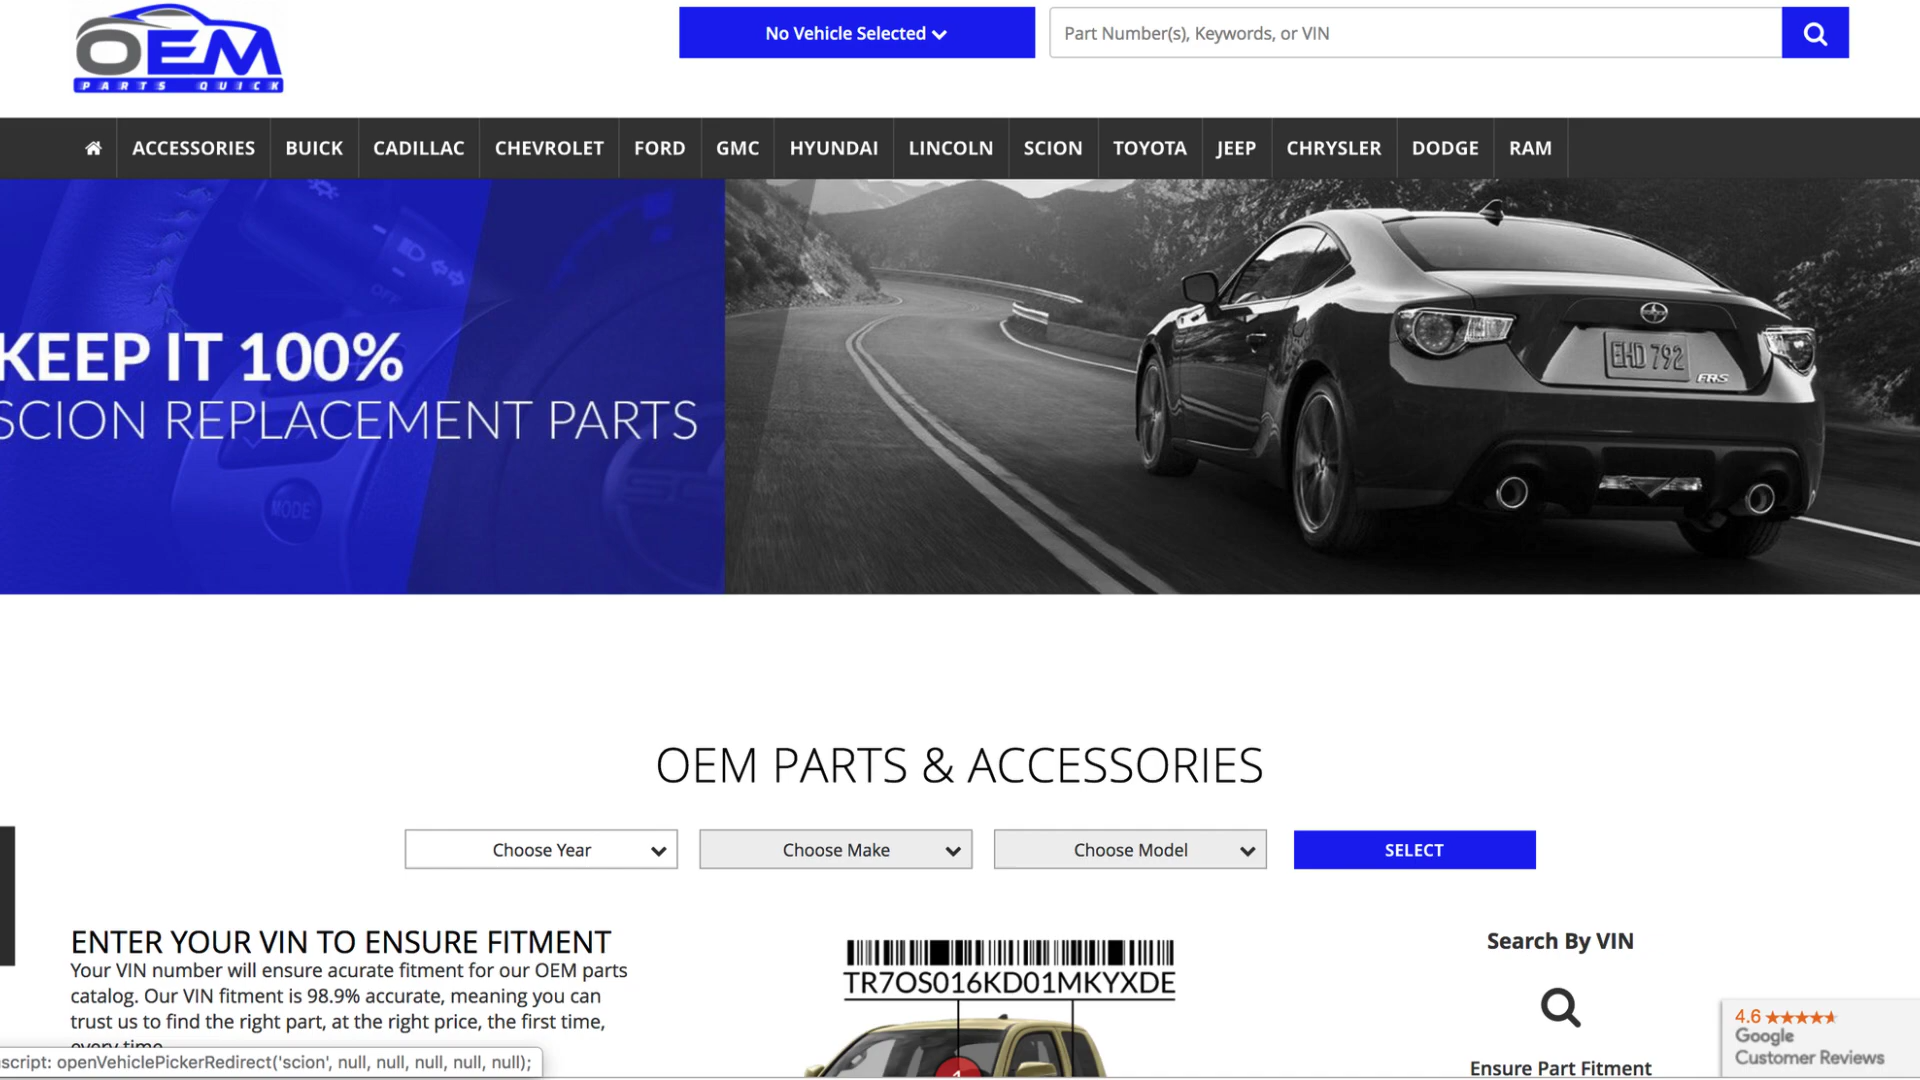 OEM
PARTS QUICK
No Vehicle Selected
Part Number(s), Keywords, or VIN
ACCESSORIES BUICK CADILLAC CHEVROLET FORD GMC HYUNDAI LINCOLN SCION TOYOTA JEEP CHRYSLER DODGE RAM
OFF
MODE
KEEP IT 100%
SCION REPLACEMENT PARTS
EHD 792
FRS
OEM PARTS & ACCESSORIES
Choose Year Choose Make Choose Model SELECT
ENTER YOUR VIN TO ENSURE FITMENT
Your VIN number will ensure acurate fitment for our OEM parts
catalog. Our VIN fitment is 98.9% accurate, meaning you can
trust us to find the right part, at the right price, the first time,
every time
TR7OS016KD01MKYXDE
1
Search By VIN
Ensure Part Fitment
4.6
Google
Customer Reviews
script: openVehiclePickerRedirect('scion', null, null, null, null, null);